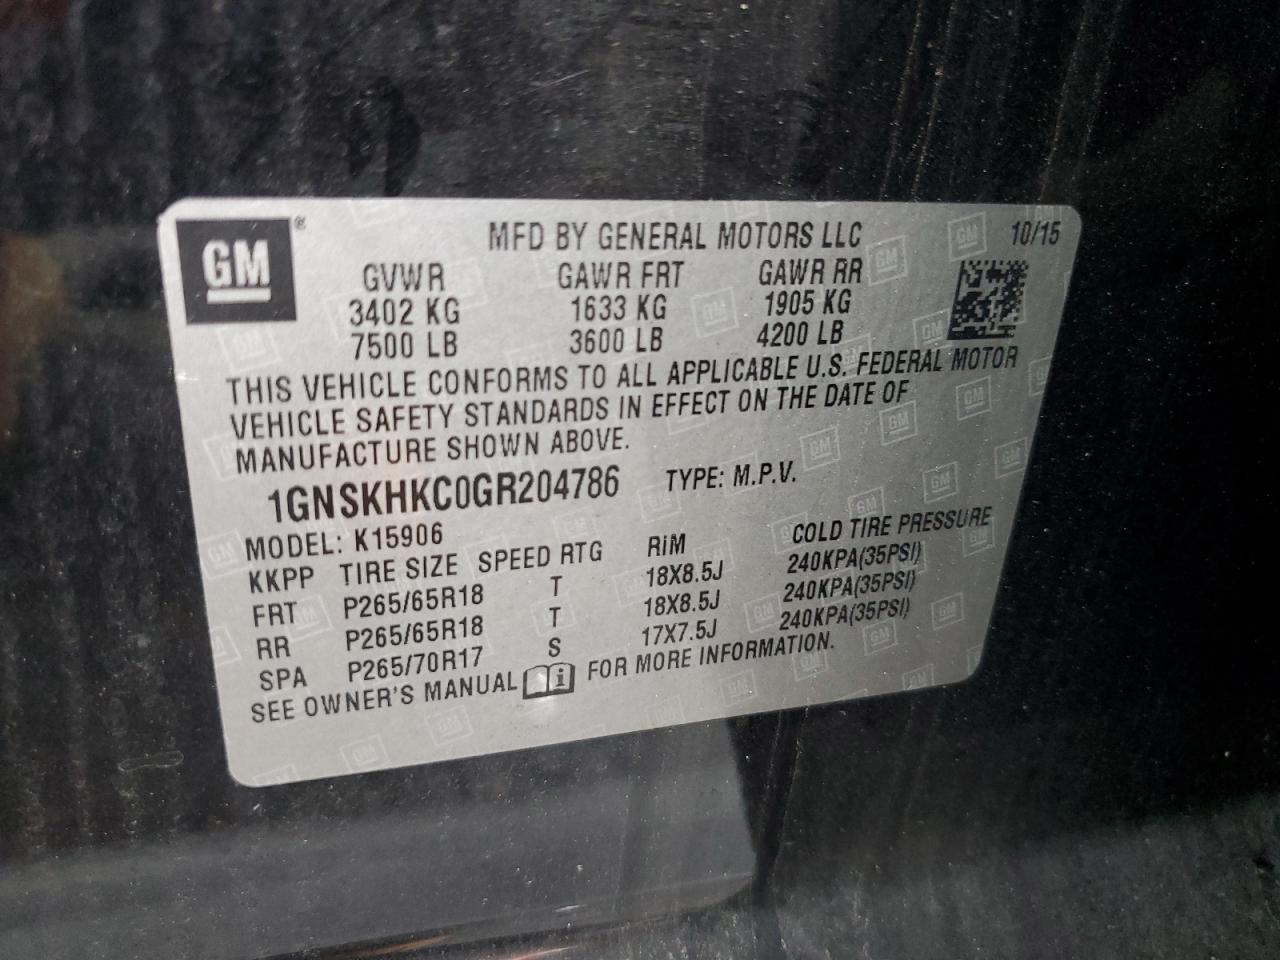 GM ® MFD BY GENERAL MOTORS LLC 10/15
GVWR GAWR FRT GAWR RR
3402 KG 1633 KG 1905 KG
7500 LB 3600 LB 4200 LB
THIS VEHICLE CONFORMS TO ALL APPLICABLE U.S. FEDERAL MOTOR
VEHICLE SAFETY STANDARDS IN EFFECT ON THE DATE OF
MANUFACTURE SHOWN ABOVE.
1GNSKHKC0GR204786 TYPE: M.P.V.
MODEL: K15906
KKPP TIRE SIZE SPEED RTG RiM COLD TIRE PRESSURE
FRT P265/65R18 T 18X8.5J 240KPA(35PSI)
RR P265/65R18 T 18X8.5J 240KPA(35PSI)
SPA P265/70R17 S 17X7.5J 240KPA(35PSI)
SEE OWNER'S MANUAL i FOR MORE INFORMATION.